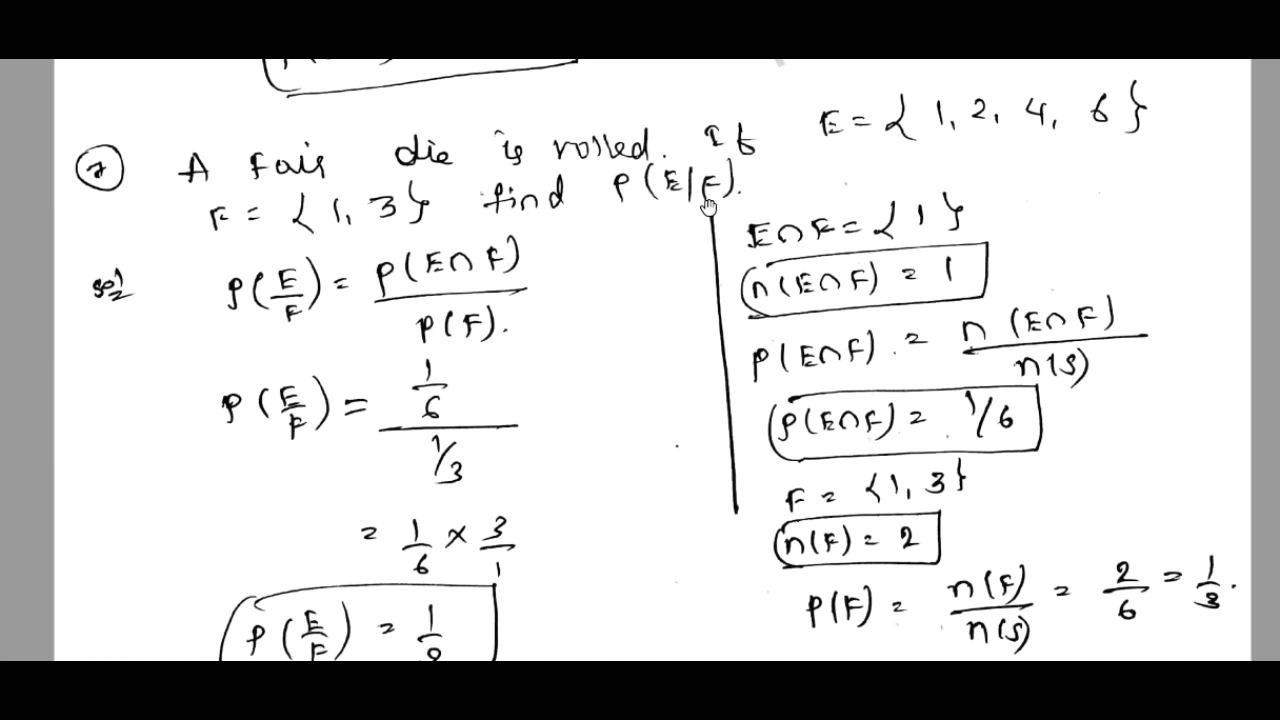 ⑦ A Fair die is rolled. If E = { 1, 2, 4, 6 }
F = { 1, 3 } find P(E/F).
Sol
P(E/F) = P(E∩F) / P(F).
P(E/F) = 1/6 / 1/3
= 1/6 × 3/1
P(E/F) = 1/
E∩F = { 1 }
n(E∩F) = 1
P(E∩F) = n(E∩F) / n(S)
P(E∩F) = 1/6
F = {1, 3}
n(F) = 2
P(F) = n(F)/n(S) = 2/6 = 1/3.